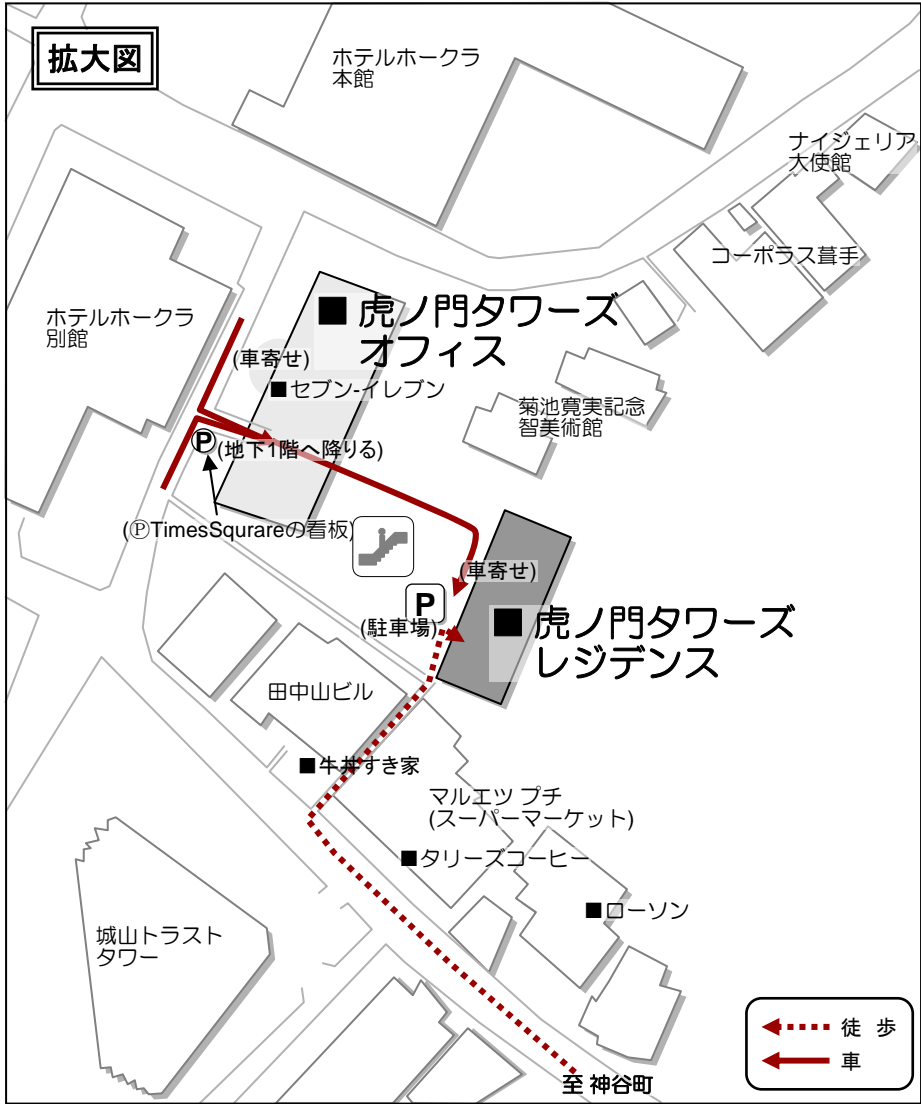 拡大図
ホテルホークラ
本館
ナイジェリア
大使館
コーポラス葺手
■ 虎ノ門タワーズ
オフィス
ホテルホークラ
別館
(車寄せ)
■セブン-イレブン
菊池寛実記念
智美術館
P (地下1階へ降りる)
(ⓅTimesSqurareの看板)
(車寄せ)
P
(駐車場)
■ 虎ノ門タワーズ
レジデンス
田中山ビル
■牛丼すき家
マルエツ プチ
(スーパーマーケット)
■タリーズコーヒー
■ローソン
城山トラスト
タワー
徒 歩
車
至 神谷町